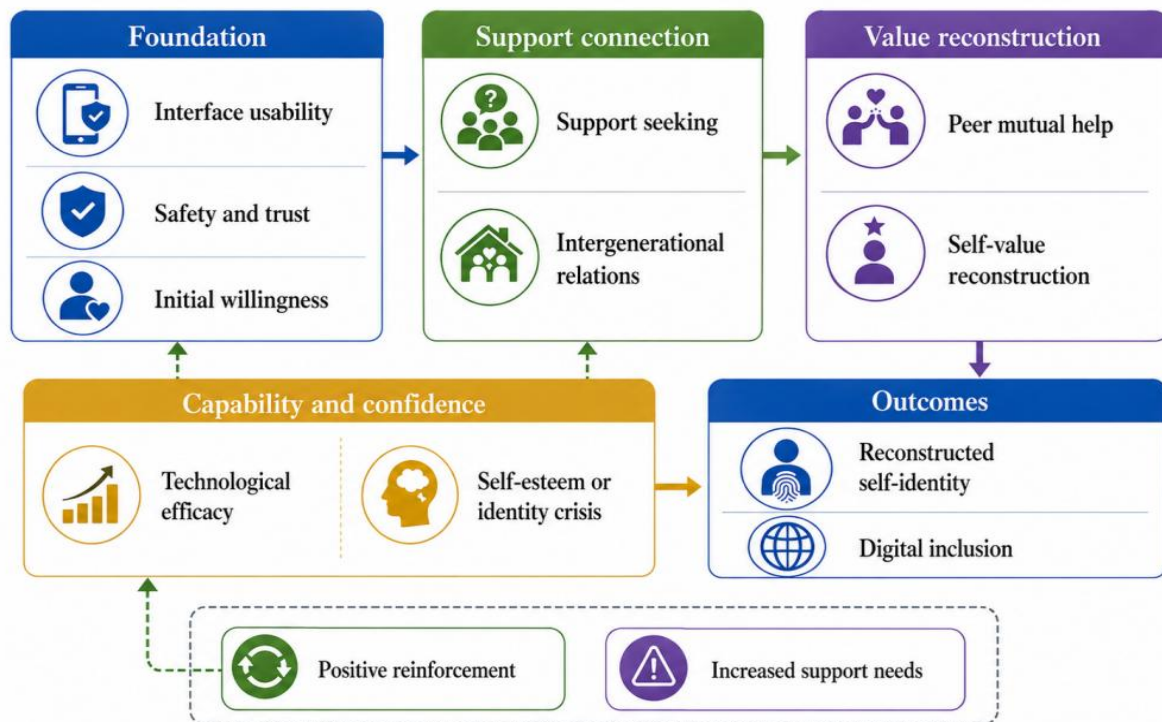 Foundation
Interface usability
Safety and trust
Initial willingness
Support connection
?
Support seeking
Intergenerational
relations
Value reconstruction
Peer mutual help
Self-value
reconstruction
Capability and confidence
Technological
efficacy
Self-esteem or
identity crisis
Outcomes
Reconstructed
self-identity
Digital inclusion
Positive reinforcement
Increased support needs